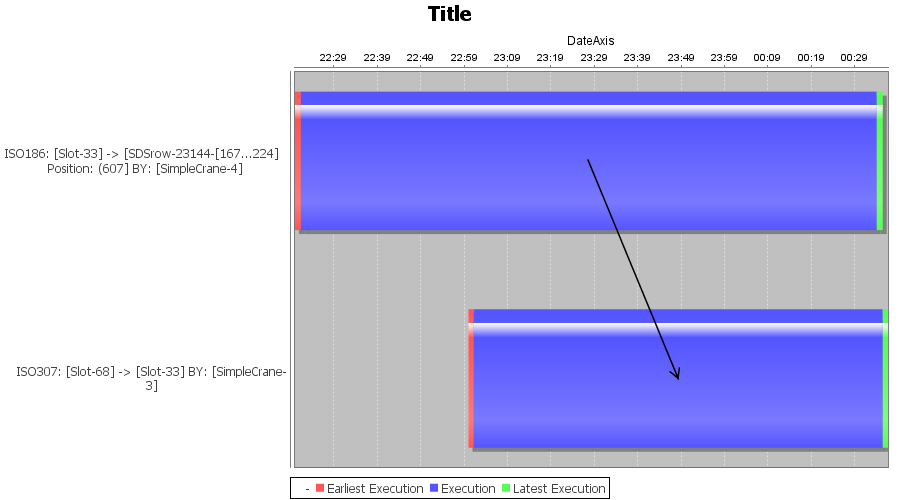 Title
DateAxis
22:29 22:39 22:49 22:59 23:09 23:19 23:29 23:39 23:49 23:59 00:09 00:19 00:29
ISO186: [Slot-33] -> [SDSrow-23144-[167...224]
Position: (607] BY: [SimpleCrane-4]
ISO307: [Slot-68] -> [Slot-33] BY: [SimpleCrane-
3]
- Earliest Execution Execution Latest Execution